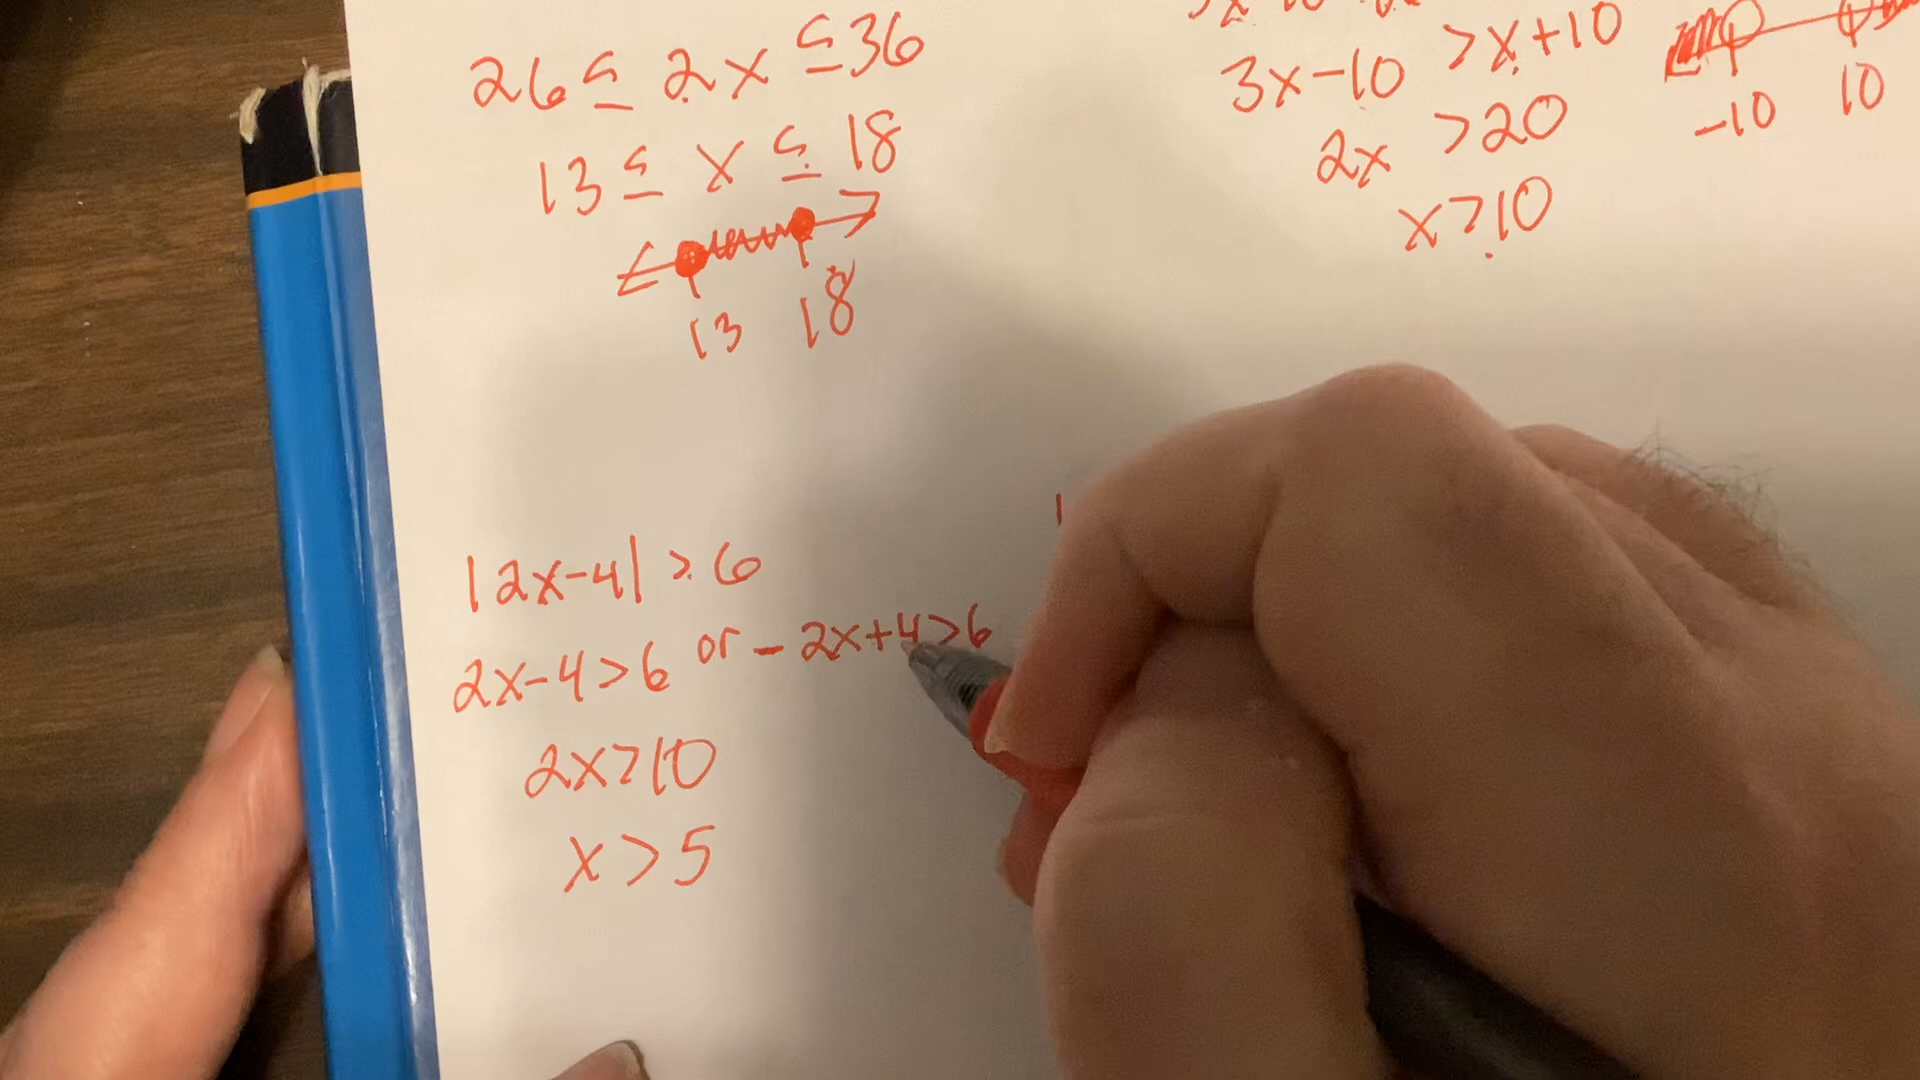 26 ≤ 2x ≤ 36
13 ≤ x ≤ 18
13 18
3x-10 > x+10
2x > 20
x > 10
-10 10
|2x-4| > 6
2x-4>6 or -2x+4>6
2x>10
x > 5